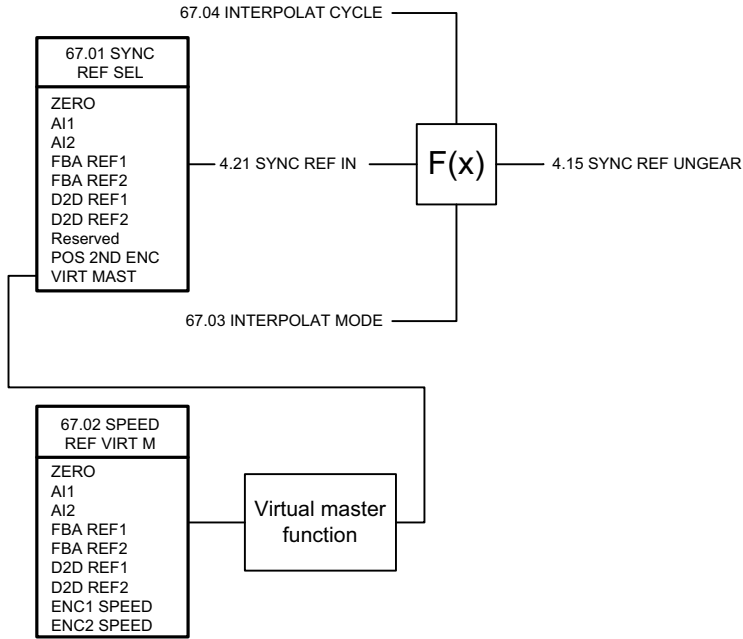 67.04 INTERPOLAT CYCLE
67.01 SYNC
REF SEL
ZERO
AI1
AI2
FBA REF1
FBA REF2
D2D REF1
D2D REF2
Reserved
POS 2ND ENC
VIRT MAST
4.21 SYNC REF IN
F(x)
4.15 SYNC REF UNGEAR
67.03 INTERPOLAT MODE
67.02 SPEED
REF VIRT M
ZERO
AI1
AI2
FBA REF1
FBA REF2
D2D REF1
D2D REF2
ENC1 SPEED
ENC2 SPEED
Virtual master
function